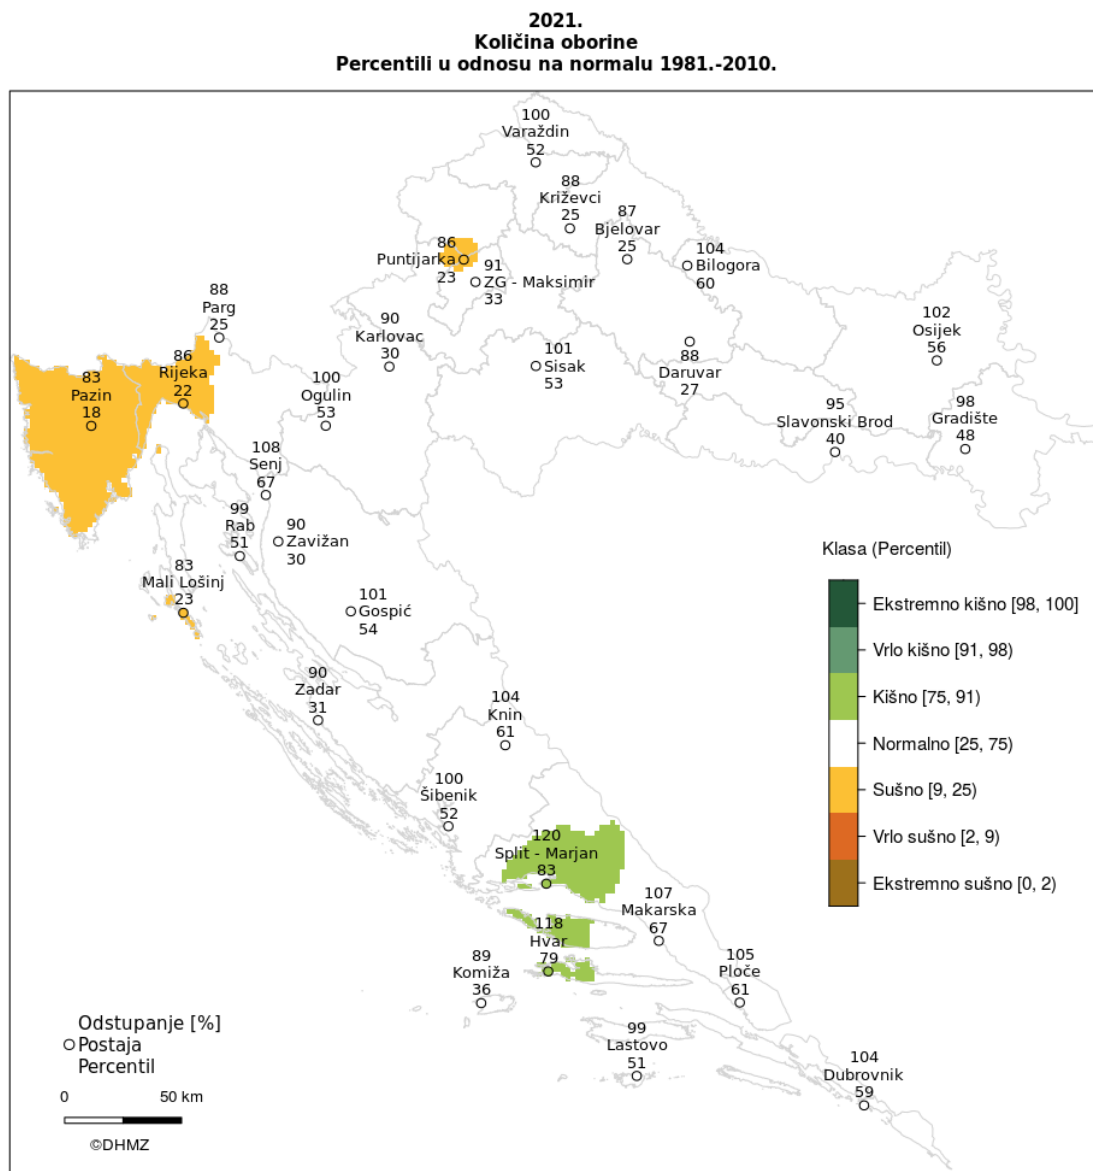 2021.
Količina oborine
Percentili u odnosu na normalu 1981.-2010.
100
Varaždin
52
88
Križevci
25
87
Bjelovar
25
86
Puntijarka
23
104
Bilogora
60
91
ZG - Maksimir
33
88
Parg
25
90
Karlovac
30
102
Osijek
56
101
Sisak
53
88
Daruvar
27
86
Rijeka
22
83
Pazin
18
100
Ogulin
53
95
Slavonski Brod
40
98
Gradište
48
108
Senj
67
99
Rab
51
90
Zavižan
30
83
Mali Lošinj
23
101
Gospić
54
90
Zadar
31
104
Knin
61
100
Šibenik
52
120
Split - Marjan
83
107
Makarska
67
118
Hvar
79
89
Komiža
36
105
Ploče
61
99
Lastovo
51
104
Dubrovnik
59
Klasa (Percentil)
Ekstremno kišno [98, 100]
Vrlo kišno [91, 98)
Kišno [75, 91)
Normalno [25, 75)
Sušno [9, 25)
Vrlo sušno [2, 9)
Ekstremno sušno [0, 2)
Odstupanje [%]
Postaja
Percentil
0 50 km
©DHMZ